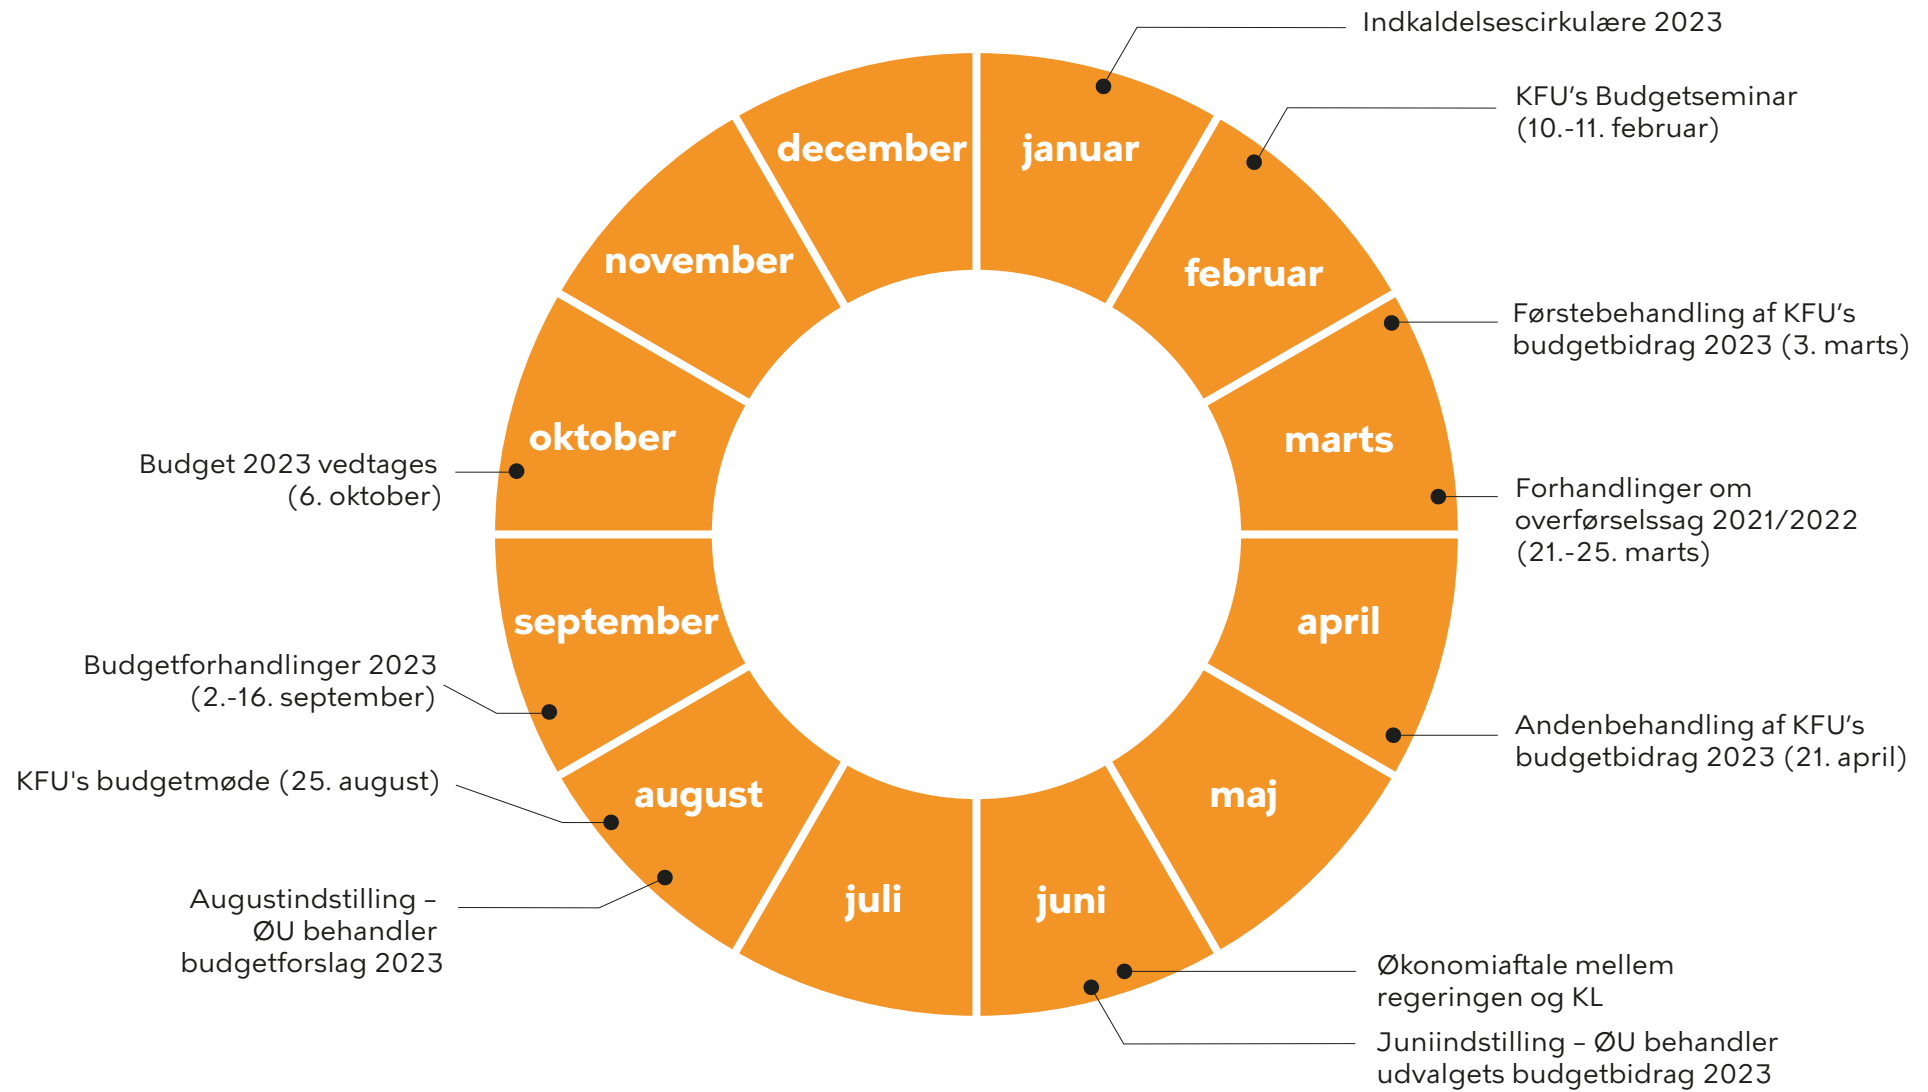 Indkaldelsescirkulære 2023
KFU’s Budgetseminar
(10.-11. februar)
Førstebehandling af KFU’s
budgetbidrag 2023 (3. marts)
Forhandlinger om
overførselssag 2021/2022
(21.-25. marts)
Andenbehandling af KFU’s
budgetbidrag 2023 (21. april)
Økonomiaftale mellem
regeringen og KL
Juniindstilling – ØU behandler
udvalgets budgetbidrag 2023
Augustindstilling –
ØU behandler
budgetforslag 2023
KFU's budgetmøde (25. august)
Budgetforhandlinger 2023
(2.-16. september)
Budget 2023 vedtages
(6. oktober)
januar
februar
marts
april
maj
juni
juli
august
september
oktober
november
december